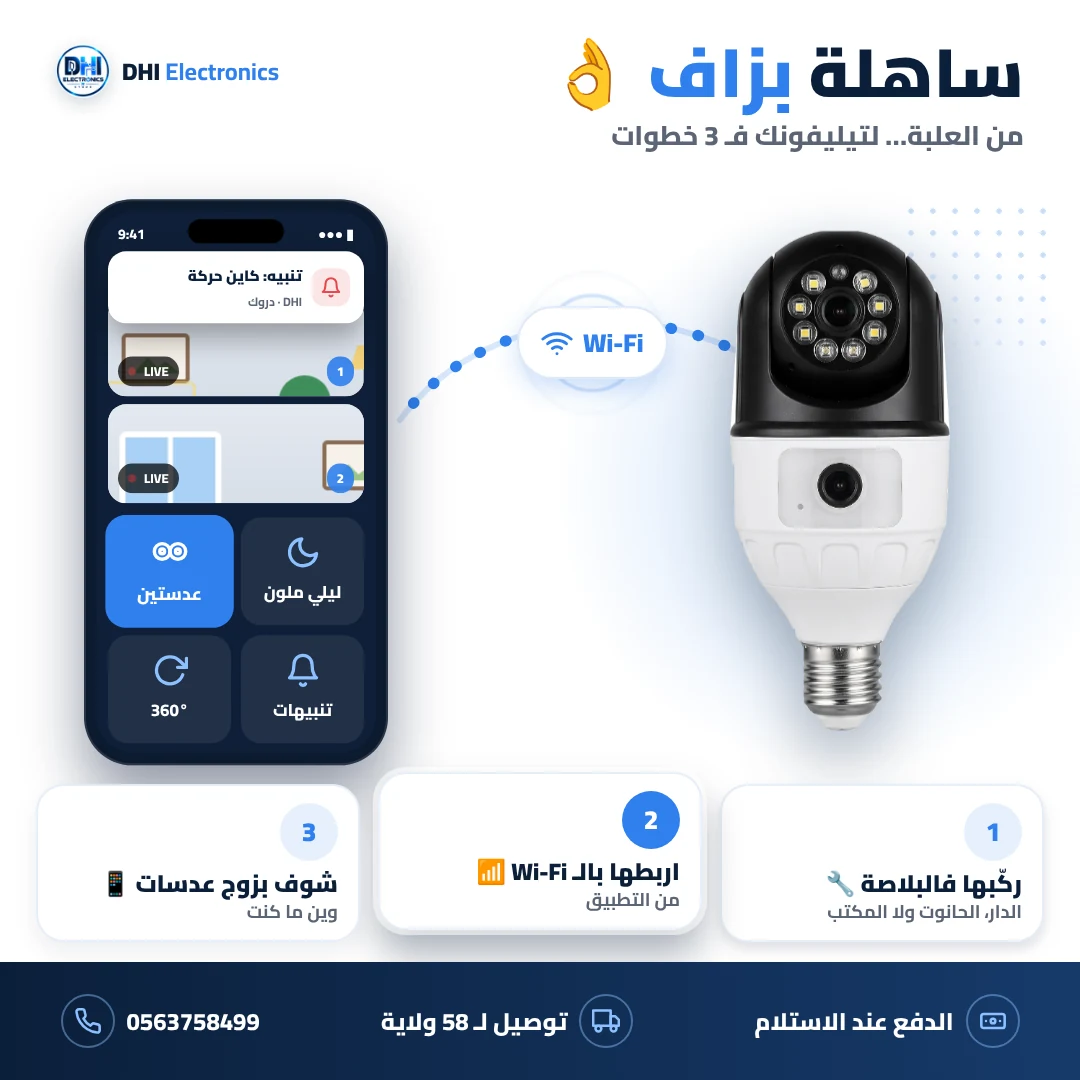 DHI ELECTRONICS
DHI Electronics
ساهلة بزاف 👌
من العلبة... لتيليفونك فـ 3 خطوات
9:41
تنبيه: كاين حركة
DHI · دروك
LIVE
1
LIVE
2
عدستين
ليلي ملون
360°
تنبيهات
Wi-Fi
1
ركّبها فالبلاصة 🔧
الدار، الحانوت ولا المكتب
2
اربطها بالـ Wi-Fi 📶
من التطبيق
3
شوف بزوج عدسات 📱
وين ما كنت
الدفع عند الاستلام
توصيل لـ 58 ولاية
0563758499